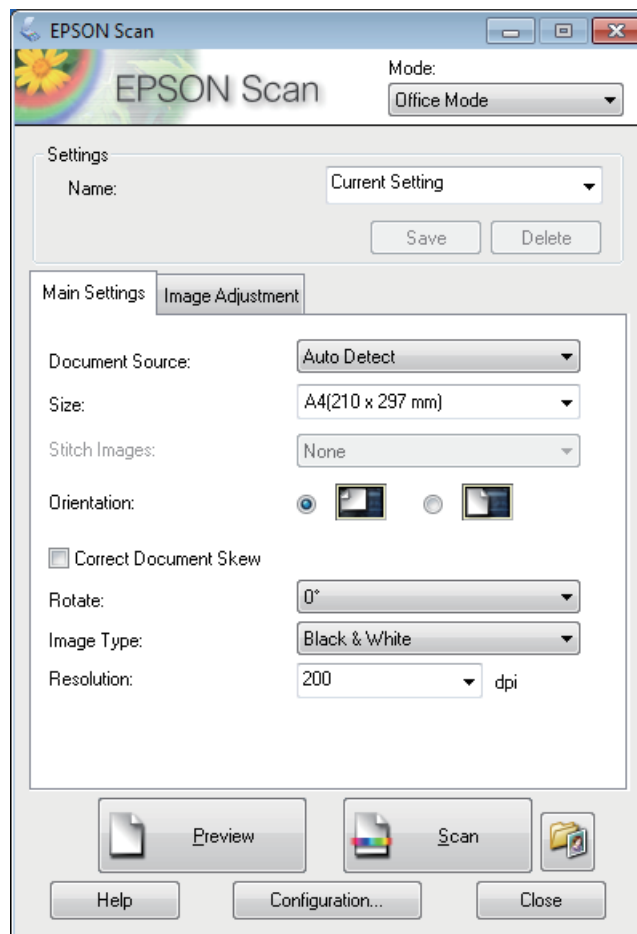 EPSON Scan
EPSON Scan
Mode:
Office Mode
Settings
Name: Current Setting
Save Delete
Main Settings Image Adjustment
Document Source: Auto Detect
Size: A4(210 x 297 mm)
Stitch Images: None
Orientation:
Correct Document Skew
Rotate: 0°
Image Type: Black & White
Resolution: 200 dpi
Preview Scan
Help Configuration... Close